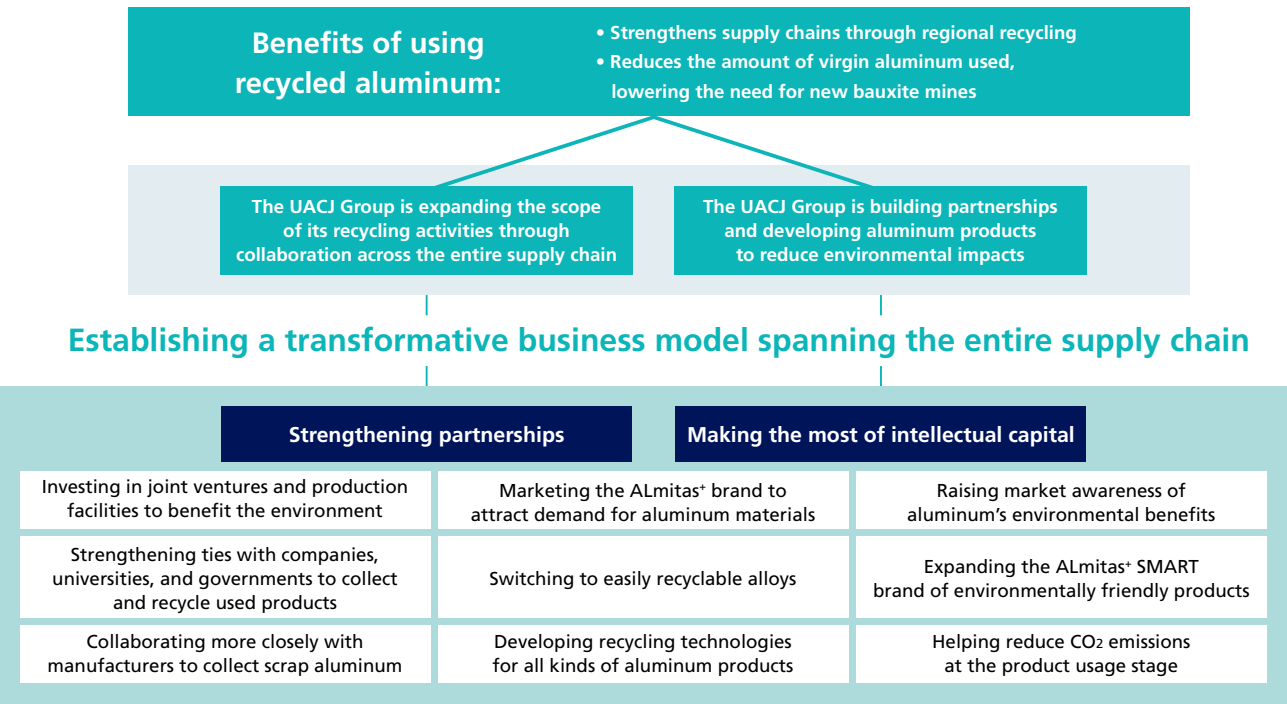 Benefits of using
recycled aluminum:
• Strengthens supply chains through regional recycling
• Reduces the amount of virgin aluminum used,
lowering the need for new bauxite mines
The UACJ Group is expanding the scope
of its recycling activities through
collaboration across the entire supply chain
The UACJ Group is building partnerships
and developing aluminum products
to reduce environmental impacts
Establishing a transformative business model spanning the entire supply chain
Strengthening partnerships
Making the most of intellectual capital
Investing in joint ventures and production
facilities to benefit the environment
Marketing the ALmitas⁺ brand to
attract demand for aluminum materials
Raising market awareness of
aluminum's environmental benefits
Strengthening ties with companies,
universities, and governments to collect
and recycle used products
Switching to easily recyclable alloys
Expanding the ALmitas⁺ SMART
brand of environmentally friendly products
Collaborating more closely with
manufacturers to collect scrap aluminum
Developing recycling technologies
for all kinds of aluminum products
Helping reduce CO₂ emissions
at the product usage stage